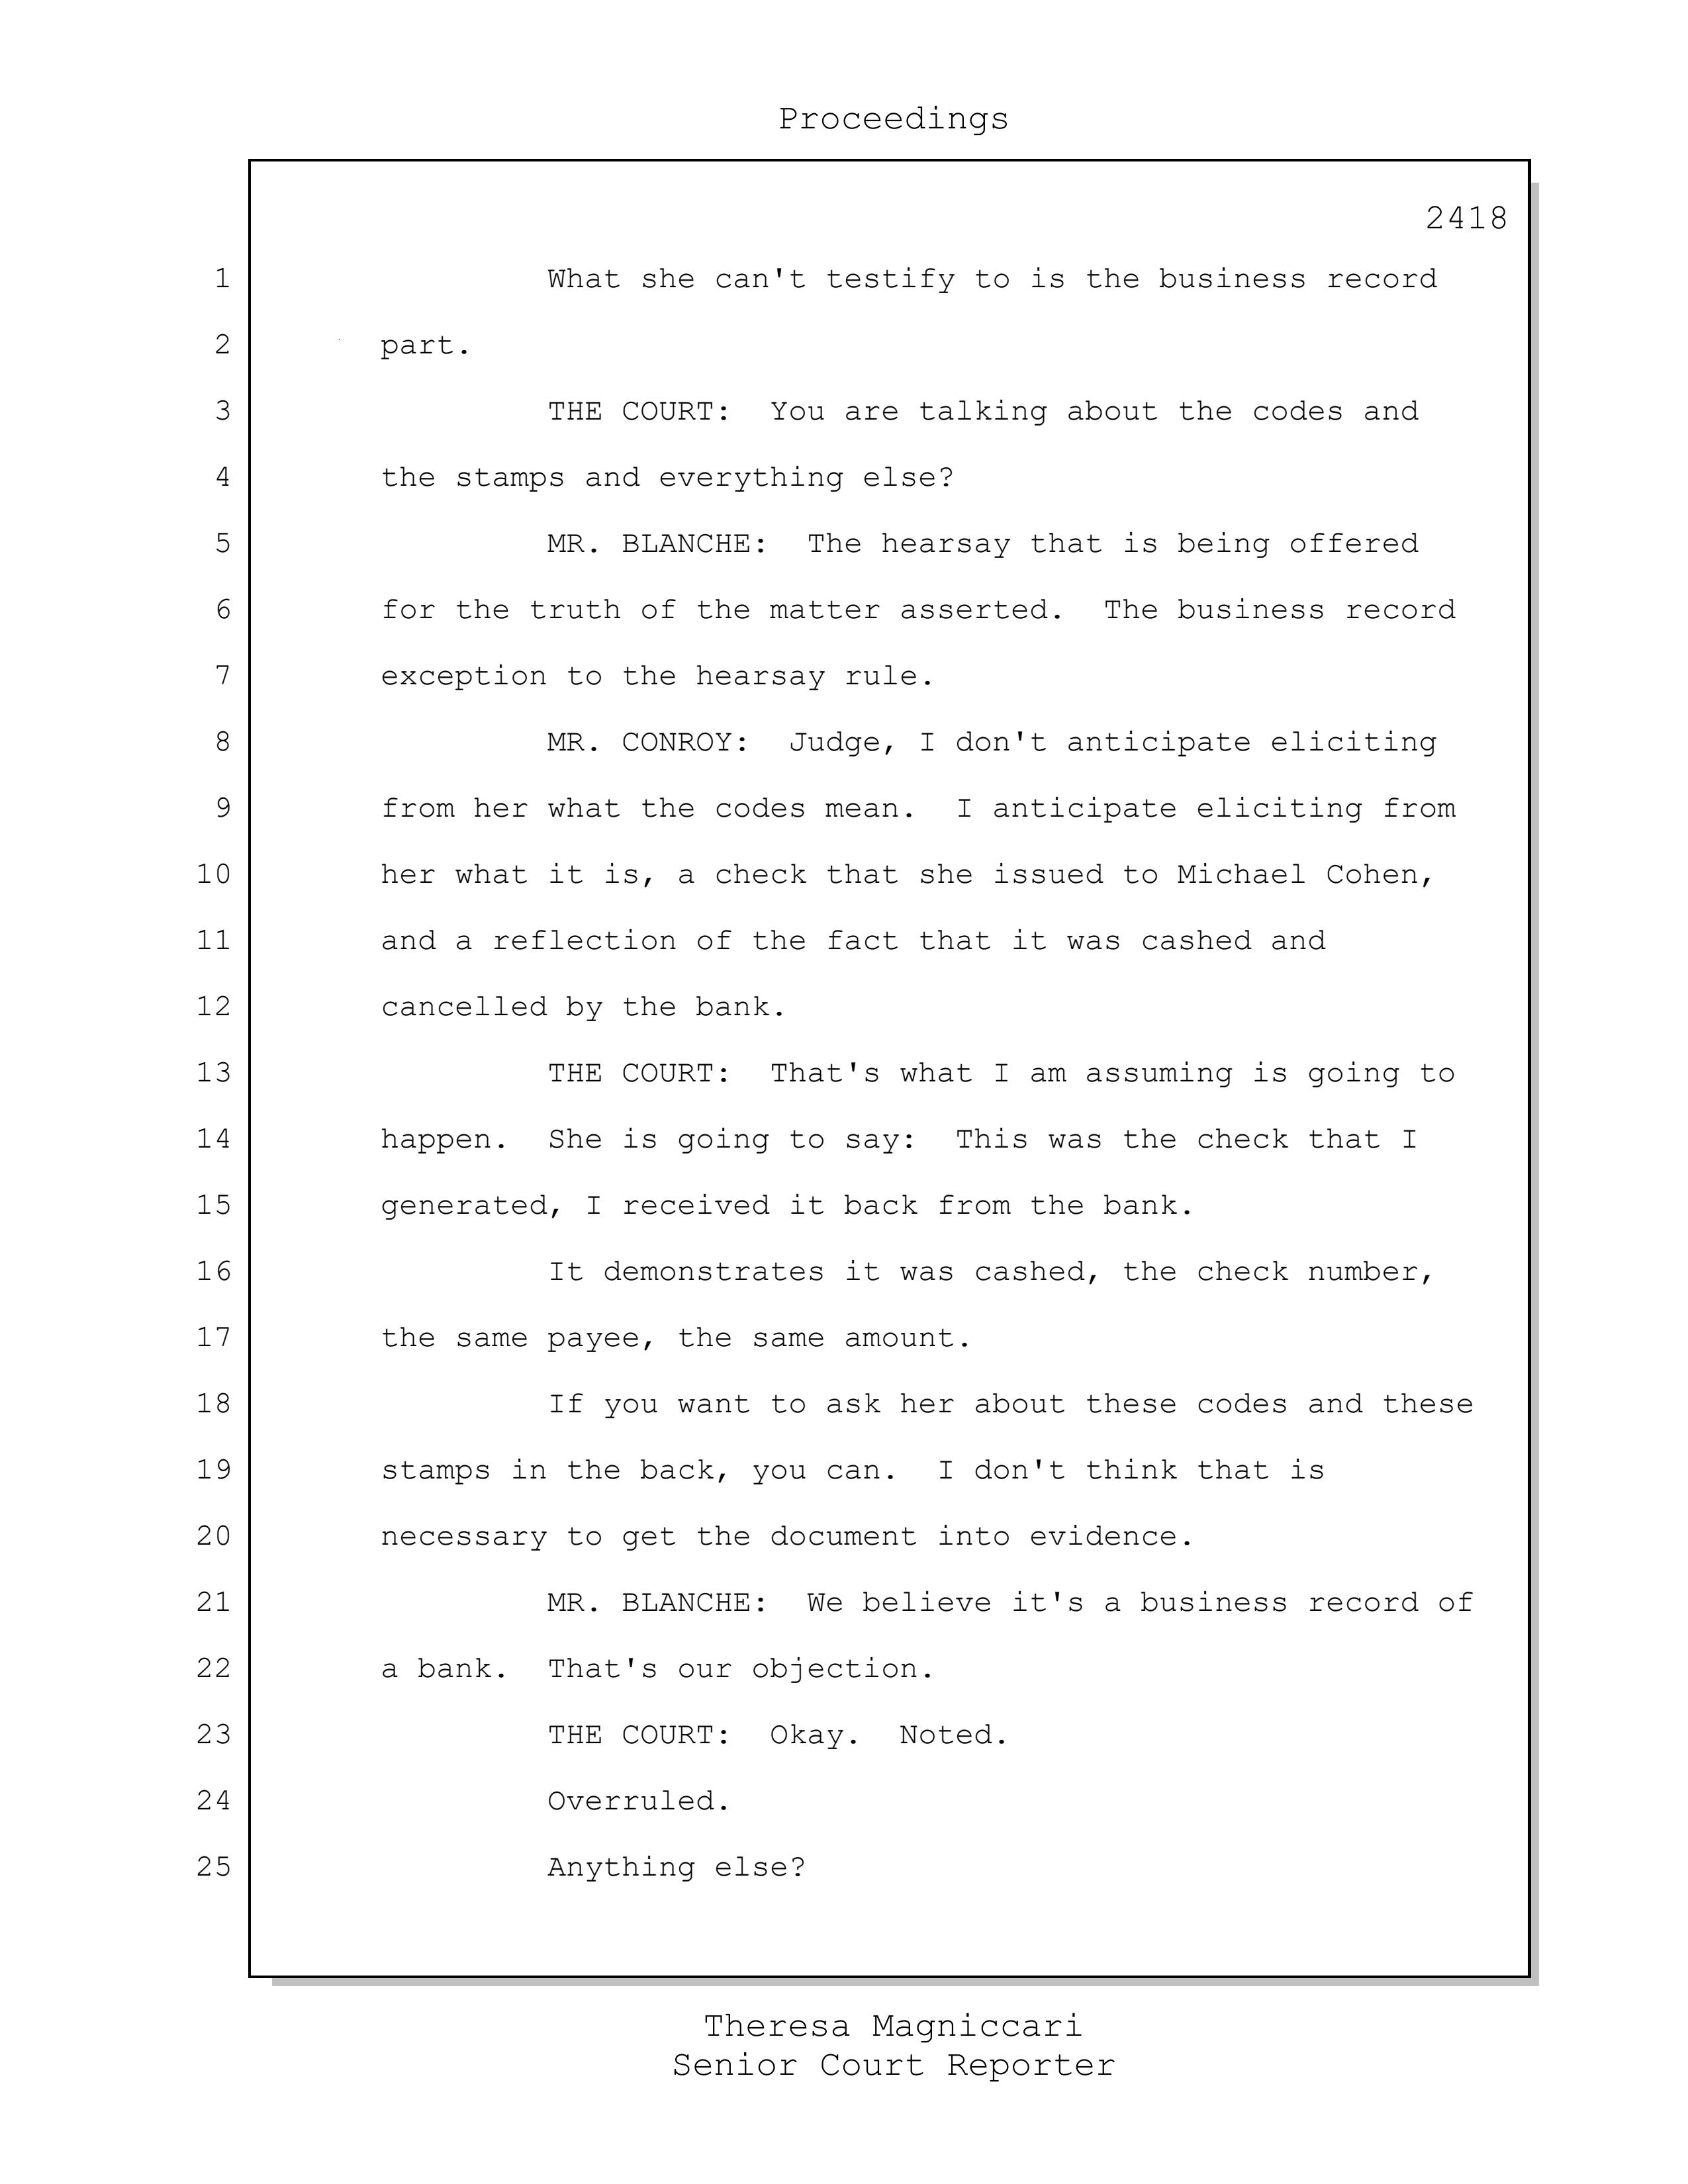 Proceedings
2418
1 What she can't testify to is the business record
2 part.
3 THE COURT: You are talking about the codes and
4 the stamps and everything else?
5 MR. BLANCHE: The hearsay that is being offered
6 for the truth of the matter asserted. The business record
7 exception to the hearsay rule.
8 MR. CONROY: Judge, I don't anticipate eliciting
9 from her what the codes mean. I anticipate eliciting from
10 her what it is, a check that she issued to Michael Cohen,
11 and a reflection of the fact that it was cashed and
12 cancelled by the bank.
13 THE COURT: That's what I am assuming is going to
14 happen. She is going to say: This was the check that I
15 generated, I received it back from the bank.
16 It demonstrates it was cashed, the check number,
17 the same payee, the same amount.
18 If you want to ask her about these codes and these
19 stamps in the back, you can. I don't think that is
20 necessary to get the document into evidence.
21 MR. BLANCHE: We believe it's a business record of
22 a bank. That's our objection.
23 THE COURT: Okay. Noted.
24 Overruled.
25 Anything else?
Theresa Magniccari
Senior Court Reporter